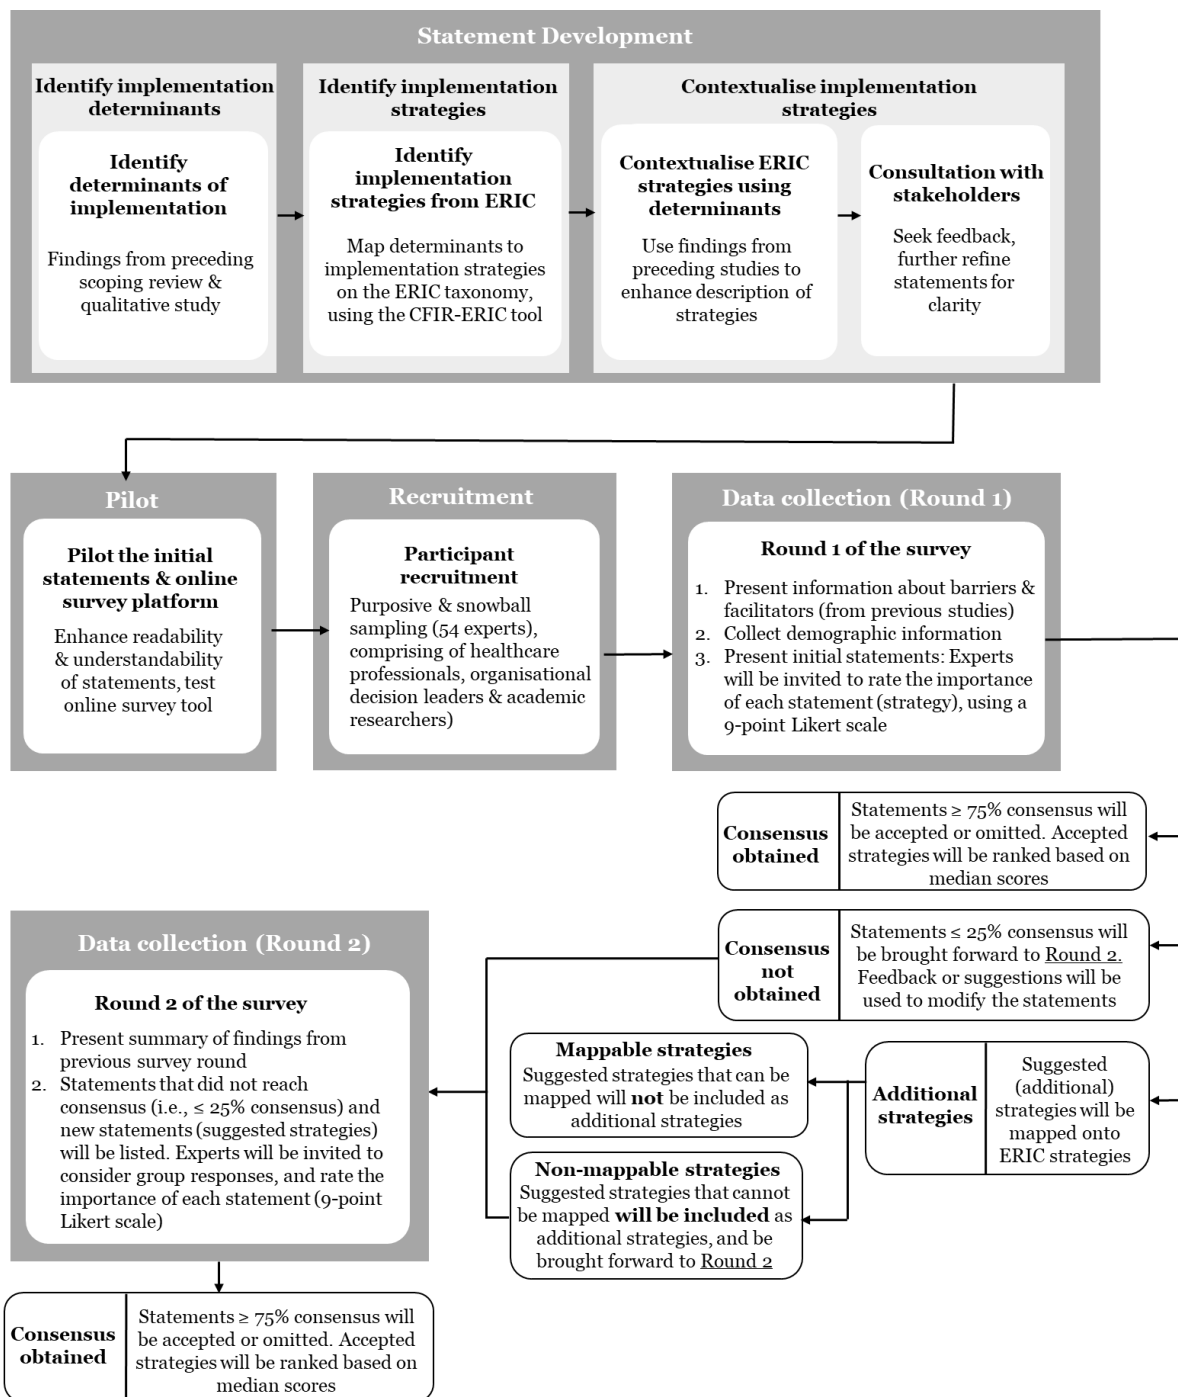 Statement Development
Identify implementation
determinants
Identify
determinants of
implementation
Findings from preceding
scoping review &
qualitative study
Identify implementation
strategies
Identify
implementation
strategies from ERIC
Map determinants to
implementation strategies
on the ERIC taxonomy,
using the CFIR-ERIC tool
Contextualise implementation
strategies
Contextualise ERIC
strategies using
determinants
Use findings from
preceding studies to
enhance description of
strategies
Consultation with
stakeholders
Seek feedback,
further refine
statements for
clarity
Pilot
Pilot the initial
statements & online
survey platform
Enhance readability
& understandability
of statements, test
online survey tool
Recruitment
Participant
recruitment
Purposive & snowball
sampling (54 experts),
comprising of healthcare
professionals, organisational
decision leaders & academic
researchers)
Data collection (Round 1)
Round 1 of the survey
1. Present information about barriers &
facilitators (from previous studies)
2. Collect demographic information
3. Present initial statements: Experts
will be invited to rate the importance
of each statement (strategy), using a
9-point Likert scale
Consensus
obtained
Statements ≥ 75% consensus will
be accepted or omitted. Accepted
strategies will be ranked based on
median scores
Consensus
not
obtained
Statements ≤ 25% consensus will
be brought forward to Round 2.
Feedback or suggestions will be
used to modify the statements
Additional
strategies
Suggested
(additional)
strategies will be
mapped onto
ERIC strategies
Mappable strategies
Suggested strategies that can be
mapped will not be included as
additional strategies
Non-mappable strategies
Suggested strategies that cannot
be mapped will be included as
additional strategies, and be
brought forward to Round 2
Data collection (Round 2)
Round 2 of the survey
1. Present summary of findings from
previous survey round
2. Statements that did not reach
consensus (i.e., ≤ 25% consensus) and
new statements (suggested strategies)
will be listed. Experts will be invited to
consider group responses, and rate the
importance of each statement (9-point
Likert scale)
Consensus
obtained
Statements ≥ 75% consensus will
be accepted or omitted. Accepted
strategies will be ranked based on
median scores